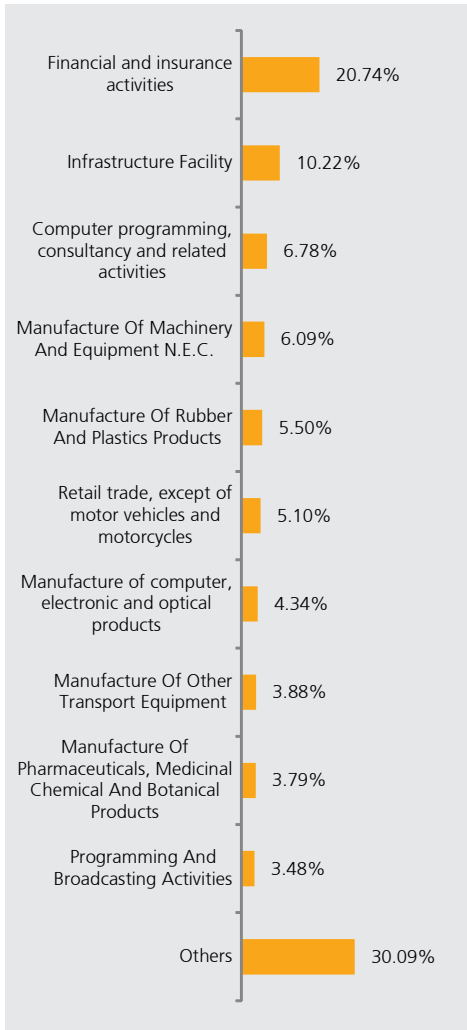 Financial and insurance
activities
20.74%
Infrastructure Facility
10.22%
Computer programming,
consultancy and related
activities
6.78%
Manufacture Of Machinery
And Equipment N.E.C.
6.09%
Manufacture Of Rubber
And Plastics Products
5.50%
Retail trade, except of
motor vehicles and
motorcycles
5.10%
Manufacture of computer,
electronic and optical
products
4.34%
Manufacture Of Other
Transport Equipment
3.88%
Manufacture Of
Pharmaceuticals, Medicinal
Chemical And Botanical
Products
3.79%
Programming And
Broadcasting Activities
3.48%
Others
30.09%